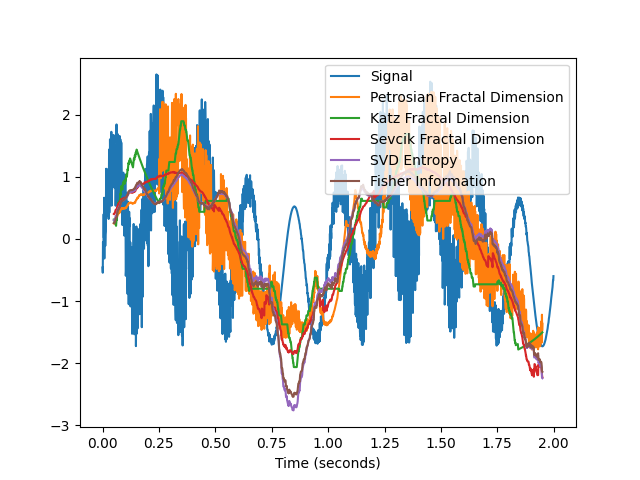 Signal
Petrosian Fractal Dimension
Katz Fractal Dimension
Sevcik Fractal Dimension
SVD Entropy
Fisher Information
2
1
0
−1
−2
−3
0.00 0.25 0.50 0.75 1.00 1.25 1.50 1.75 2.00
Time (seconds)